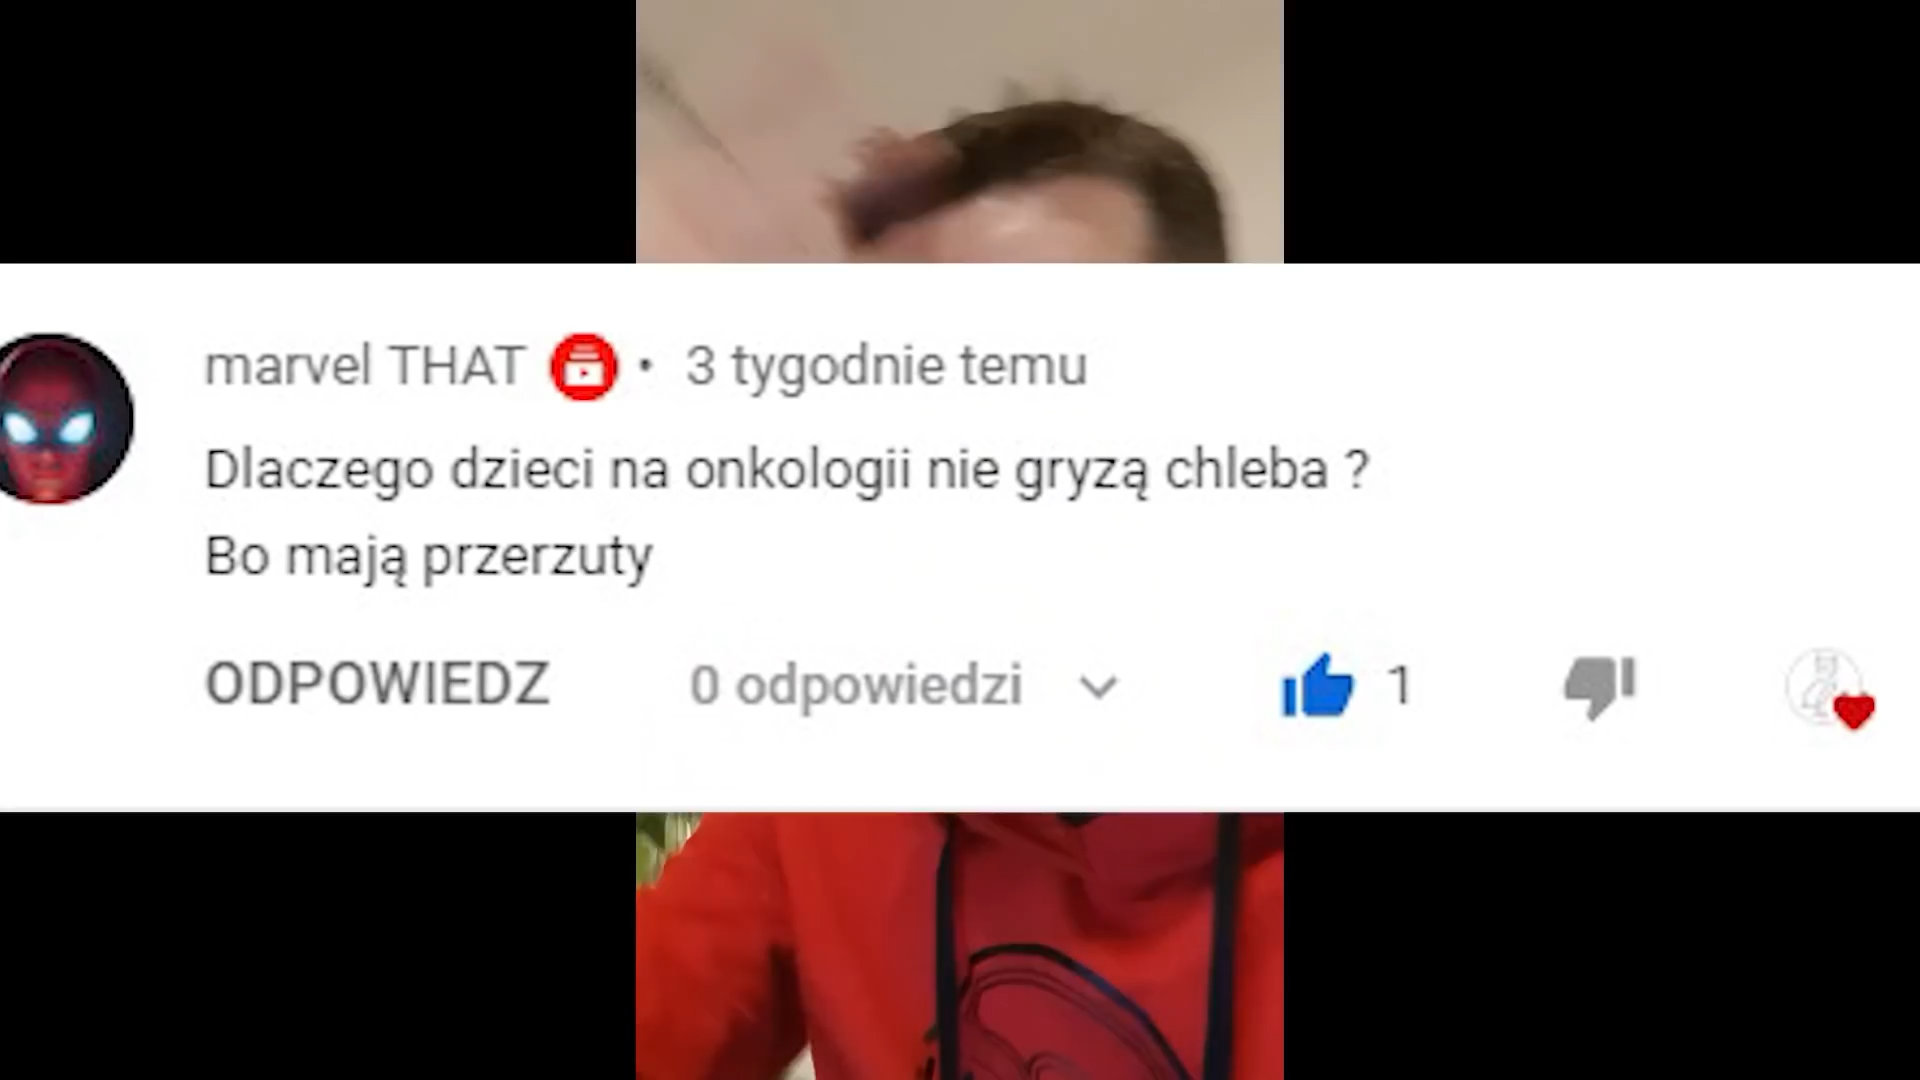 marvel THAT • 3 tygodnie temu
Dlaczego dzieci na onkologii nie gryzą chleba ?
Bo mają przerzuty
ODPOWIEDZ 0 odpowiedzi 1